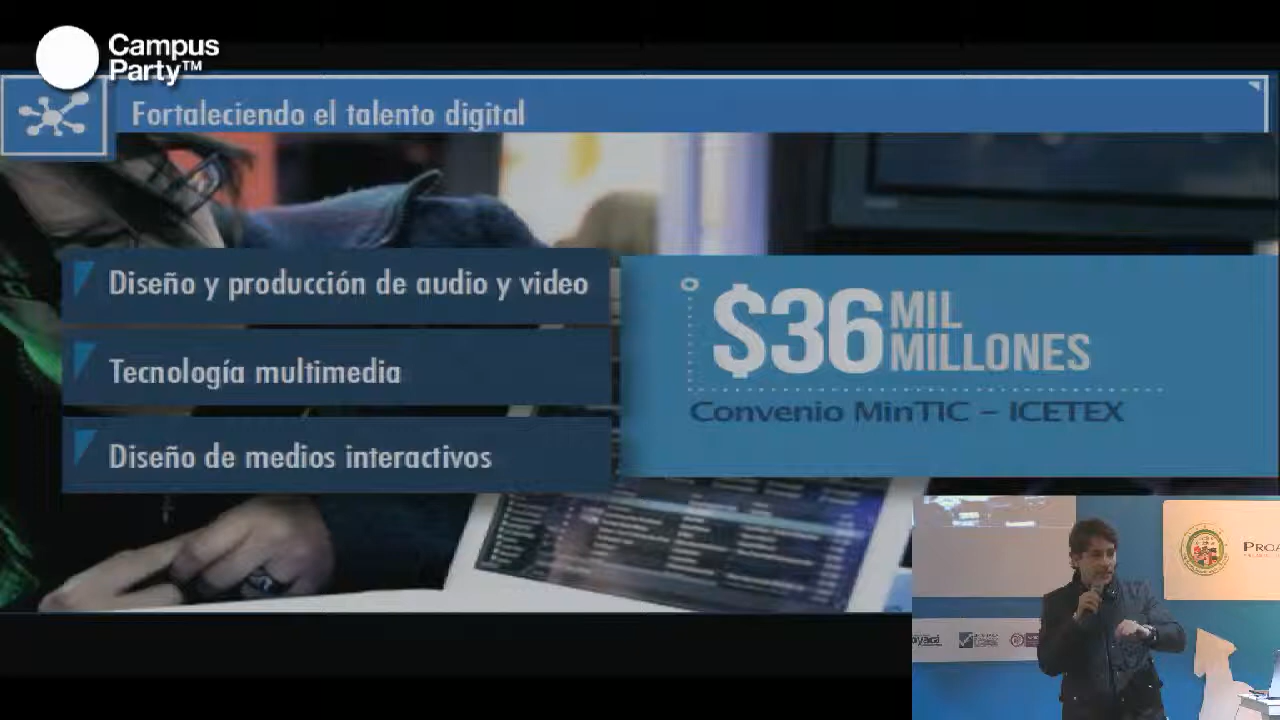 Campus
Party™
Fortaleciendo el talento digital
Diseño y producción de audio y video
Tecnología multimedia
Diseño de medios interactivos
$36 MIL
MILLONES
Convenio MinTIC – ICETEX